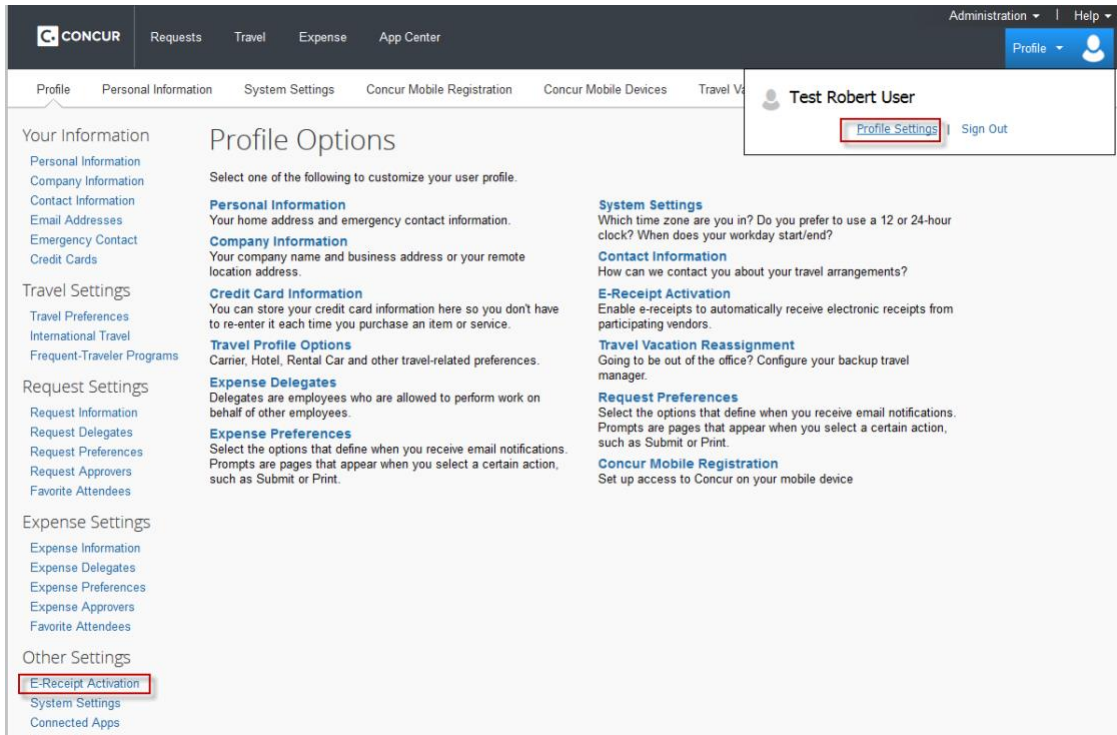 Administration | Help
C. CONCUR Requests Travel Expense App Center
Profile
Profile Personal Information System Settings Concur Mobile Registration Concur Mobile Devices Travel Va
Test Robert User
Profile Settings | Sign Out
Your Information
Personal Information
Company Information
Contact Information
Email Addresses
Emergency Contact
Credit Cards
Travel Settings
Travel Preferences
International Travel
Frequent-Traveler Programs
Request Settings
Request Information
Request Delegates
Request Preferences
Request Approvers
Favorite Attendees
Expense Settings
Expense Information
Expense Delegates
Expense Preferences
Expense Approvers
Favorite Attendees
Other Settings
E-Receipt Activation
System Settings
Connected Apps
Profile Options
Select one of the following to customize your user profile.
Personal Information
Your home address and emergency contact information.
Company Information
Your company name and business address or your remote
location address.
Credit Card Information
You can store your credit card information here so you don't have
to re-enter it each time you purchase an item or service.
Travel Profile Options
Carrier, Hotel, Rental Car and other travel-related preferences.
Expense Delegates
Delegates are employees who are allowed to perform work on
behalf of other employees.
Expense Preferences
Select the options that define when you receive email notifications.
Prompts are pages that appear when you select a certain action,
such as Submit or Print.
System Settings
Which time zone are you in? Do you prefer to use a 12 or 24-hour
clock? When does your workday start/end?
Contact Information
How can we contact you about your travel arrangements?
E-Receipt Activation
Enable e-receipts to automatically receive electronic receipts from
participating vendors.
Travel Vacation Reassignment
Going to be out of the office? Configure your backup travel
manager.
Request Preferences
Select the options that define when you receive email notifications.
Prompts are pages that appear when you select a certain action,
such as Submit or Print.
Concur Mobile Registration
Set up access to Concur on your mobile device